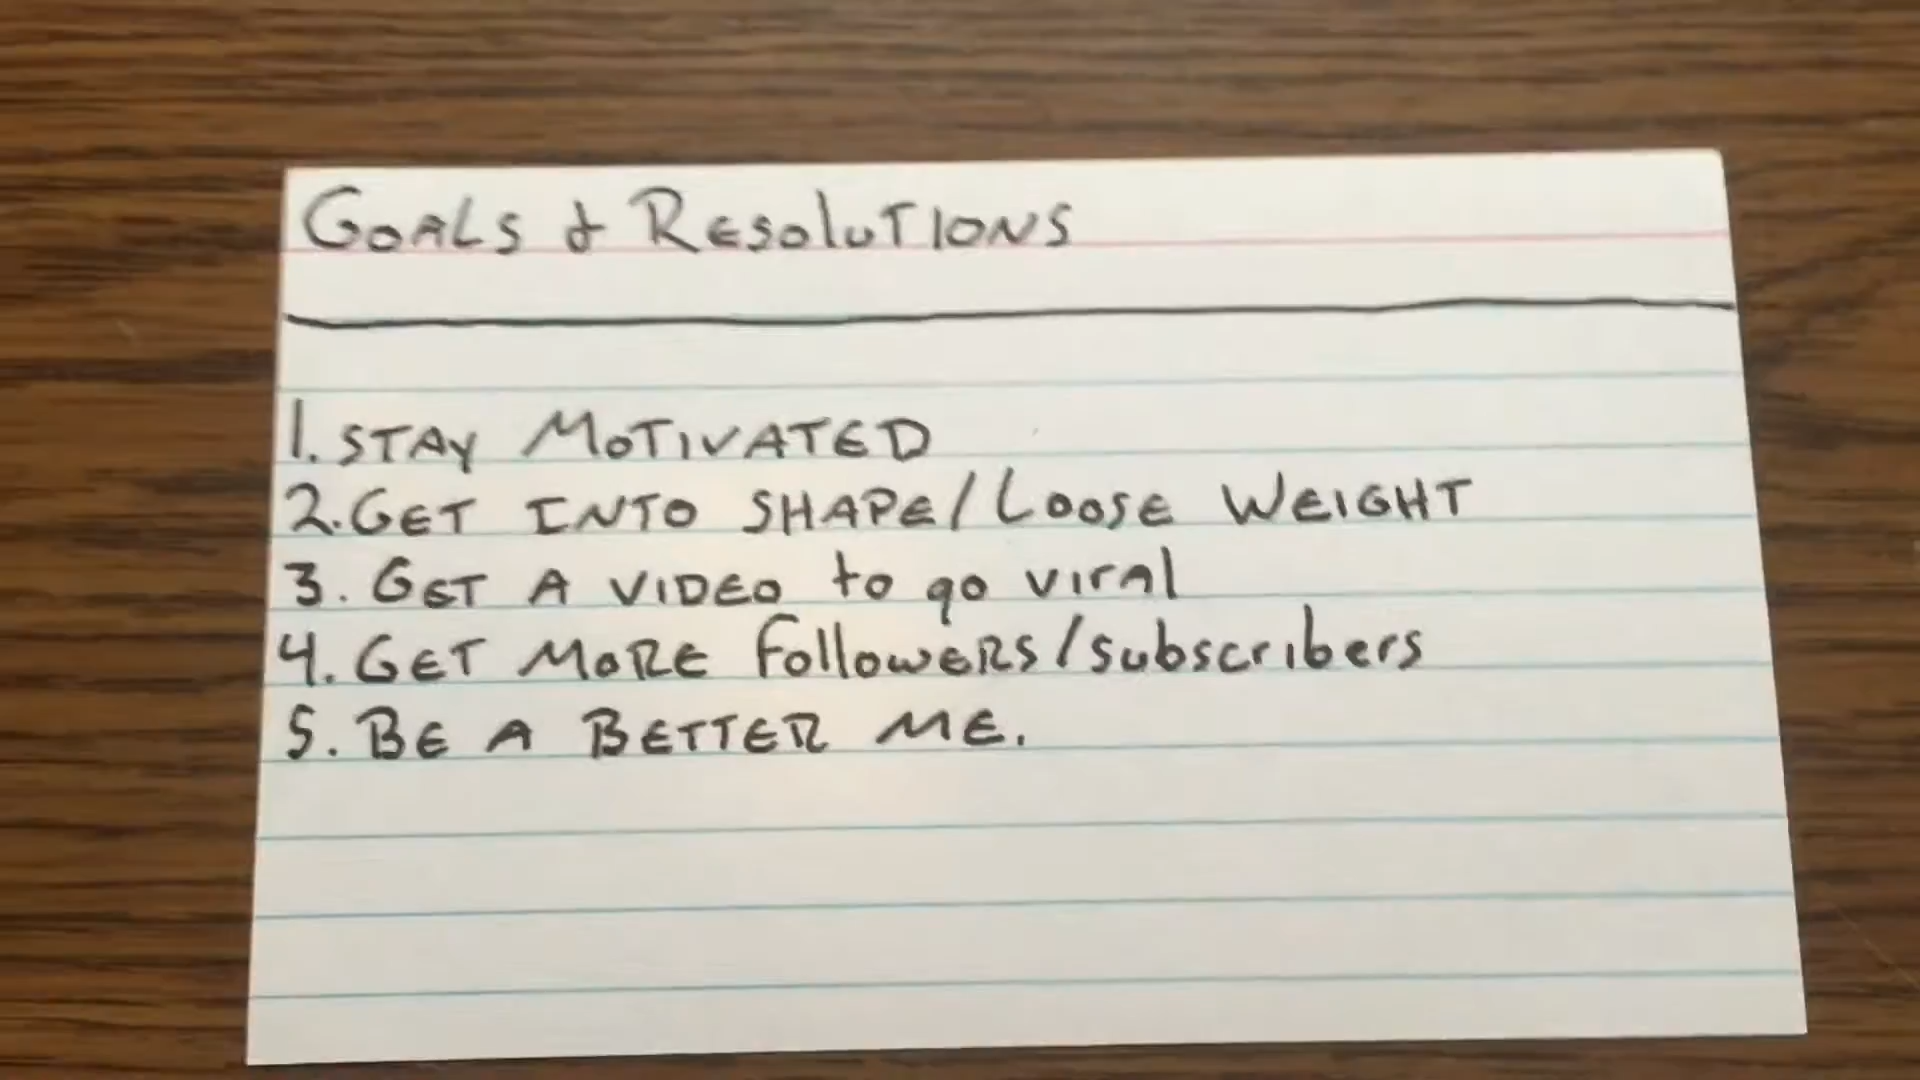 Goals & Resolutions
1. STAY MOTIVATED
2. GET INTO SHAPE/LOOSE WEIGHT
3. GET A VIDEO to go viral
4. GET MORE followERS/subscribers
5. BE A BETTER ME.